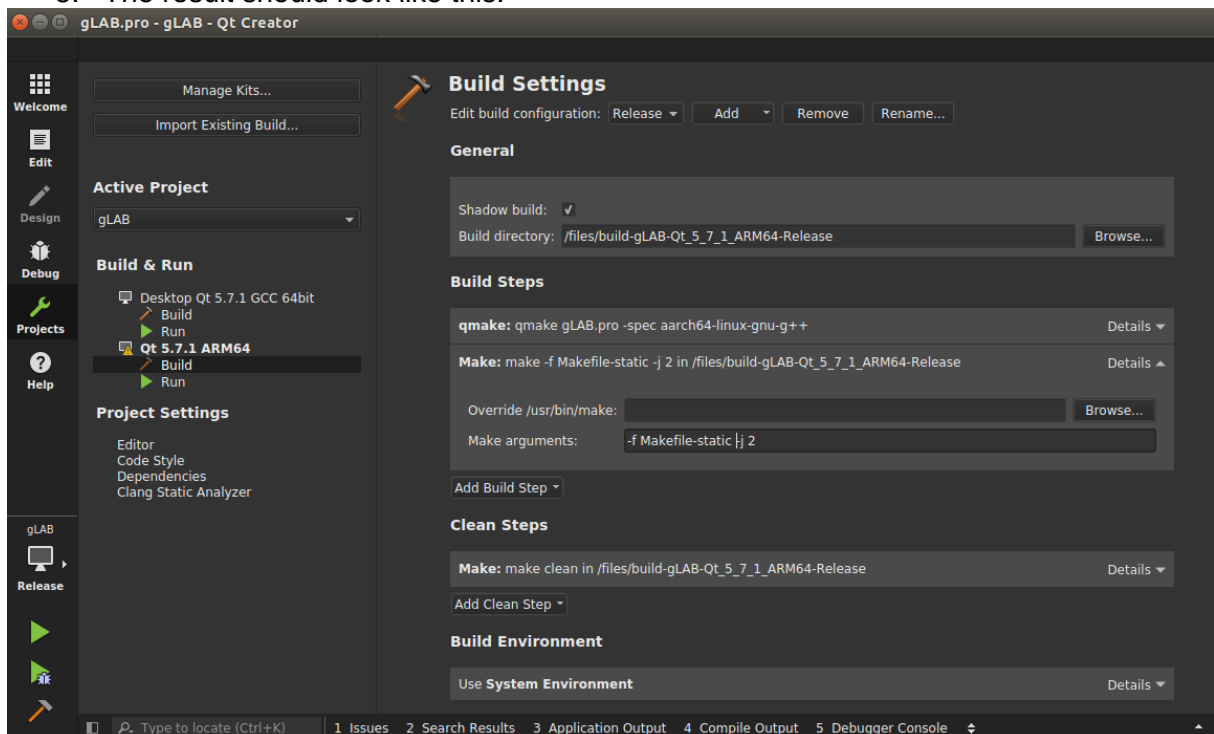 The result should look like this:
gLAB.pro - gLAB - Qt Creator
Welcome
Edit
Design
Debug
Projects
Help
gLAB
Release
Manage Kits...
Import Existing Build...
Active Project
gLAB
Build & Run
Desktop Qt 5.7.1 GCC 64bit
Build
Run
Qt 5.7.1 ARM64
Build
Run
Project Settings
Editor
Code Style
Dependencies
Clang Static Analyzer
Build Settings
Edit build configuration: Release Add Remove Rename...
General
Shadow build:
Build directory: /files/build-gLAB-Qt_5_7_1_ARM64-Release Browse...
Build Steps
qmake: qmake gLAB.pro -spec aarch64-linux-gnu-g++ Details
Make: make -f Makefile-static -j 2 in /files/build-gLAB-Qt_5_7_1_ARM64-Release Details
Override /usr/bin/make: Browse...
Make arguments: -f Makefile-static -j 2
Add Build Step
Clean Steps
Make: make clean in /files/build-gLAB-Qt_5_7_1_ARM64-Release Details
Add Clean Step
Build Environment
Use System Environment Details
Type to locate (Ctrl+K) 1 Issues 2 Search Results 3 Application Output 4 Compile Output 5 Debugger Console